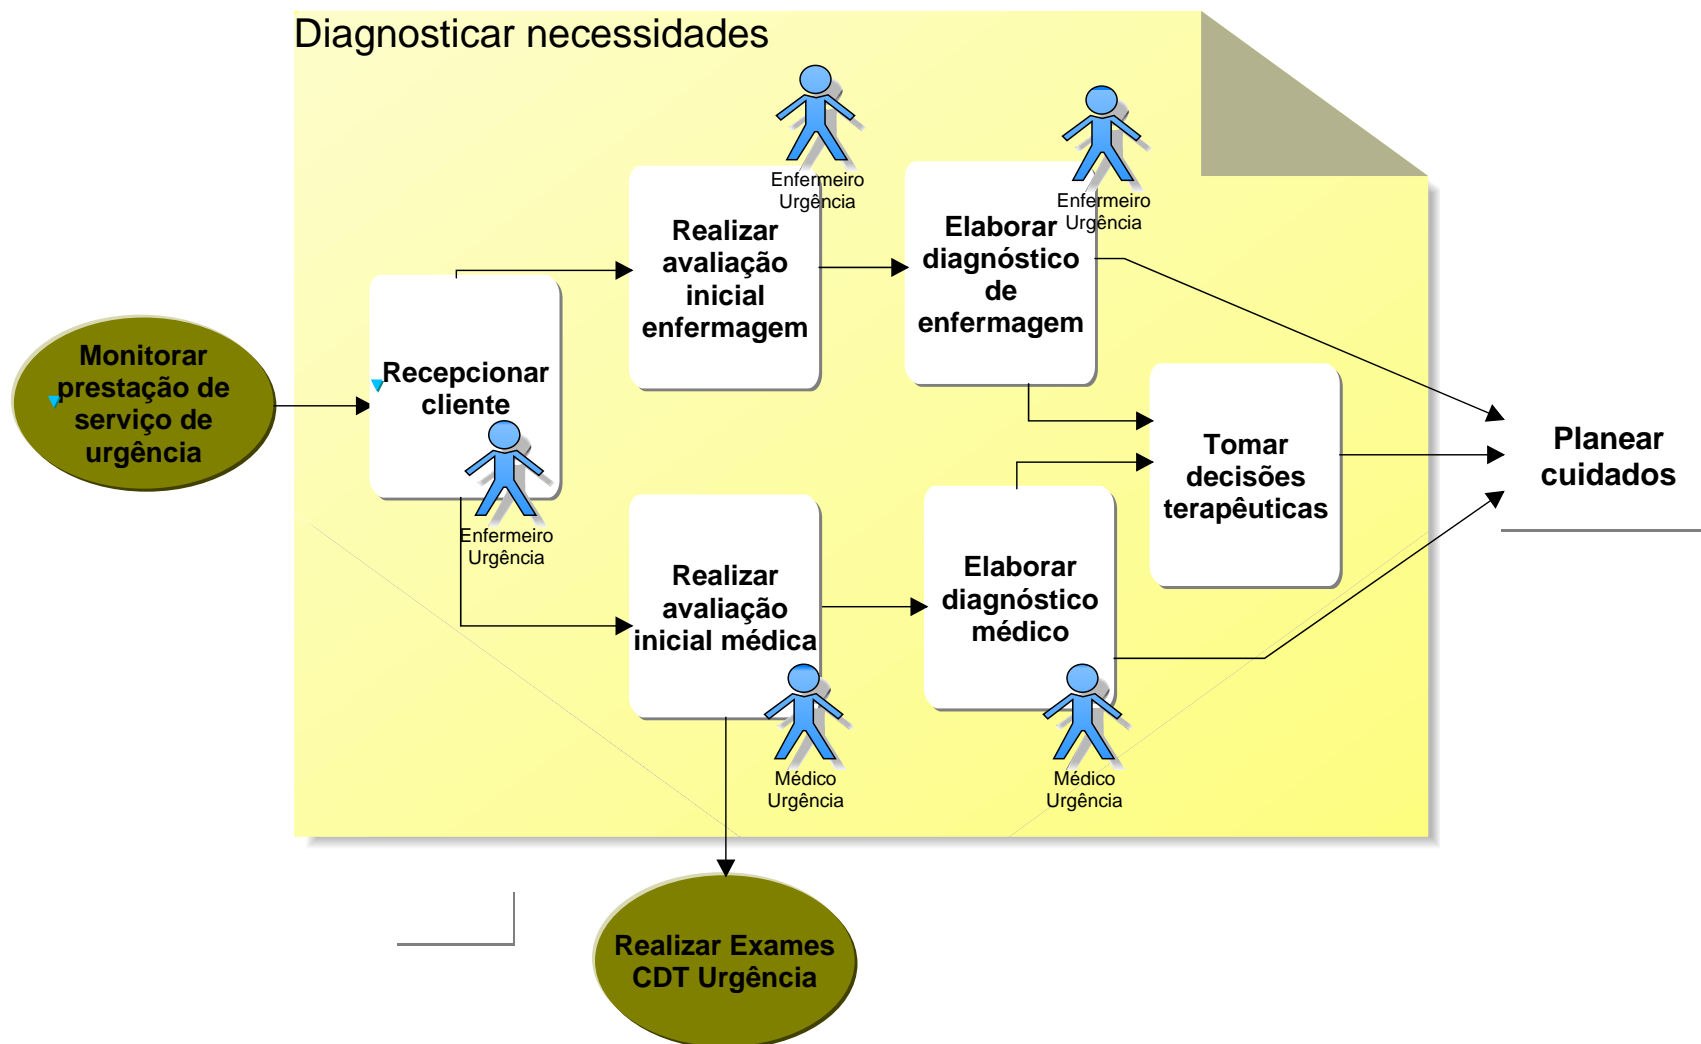 Diagnosticar necessidades
Enfermeiro
Urgência
Enfermeiro
Urgência
Realizar
avaliação
inicial
enfermagem
Elaborar
diagnóstico
de
enfermagem
Monitorar
prestação de
serviço de
urgência
Recepcionar
cliente
Enfermeiro
Urgência
Tomar
decisões
terapêuticas
Planear
cuidados
Realizar
avaliação
inicial médica
Elaborar
diagnóstico
médico
Médico
Urgência
Médico
Urgência
Realizar Exames
CDT Urgência